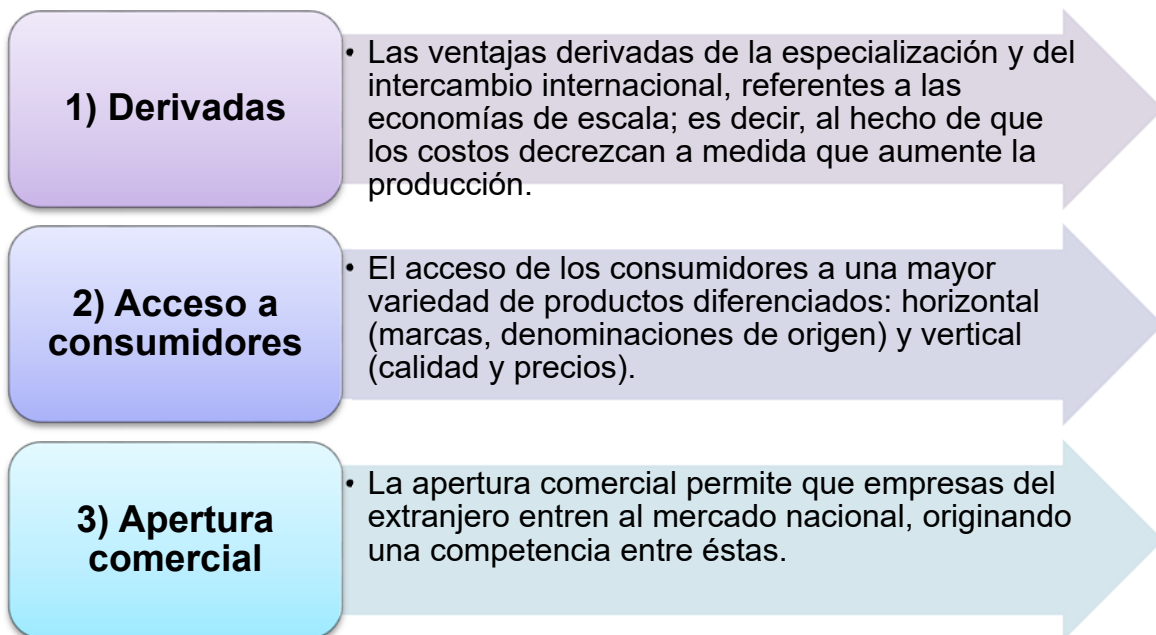 1) Derivadas
• Las ventajas derivadas de la especialización y del
intercambio internacional, referentes a las
economías de escala; es decir, al hecho de que
los costos decrezcan a medida que aumente la
producción.
2) Acceso a
consumidores
• El acceso de los consumidores a una mayor
variedad de productos diferenciados: horizontal
(marcas, denominaciones de origen) y vertical
(calidad y precios).
3) Apertura
comercial
• La apertura comercial permite que empresas del
extranjero entren al mercado nacional, originando
una competencia entre éstas.